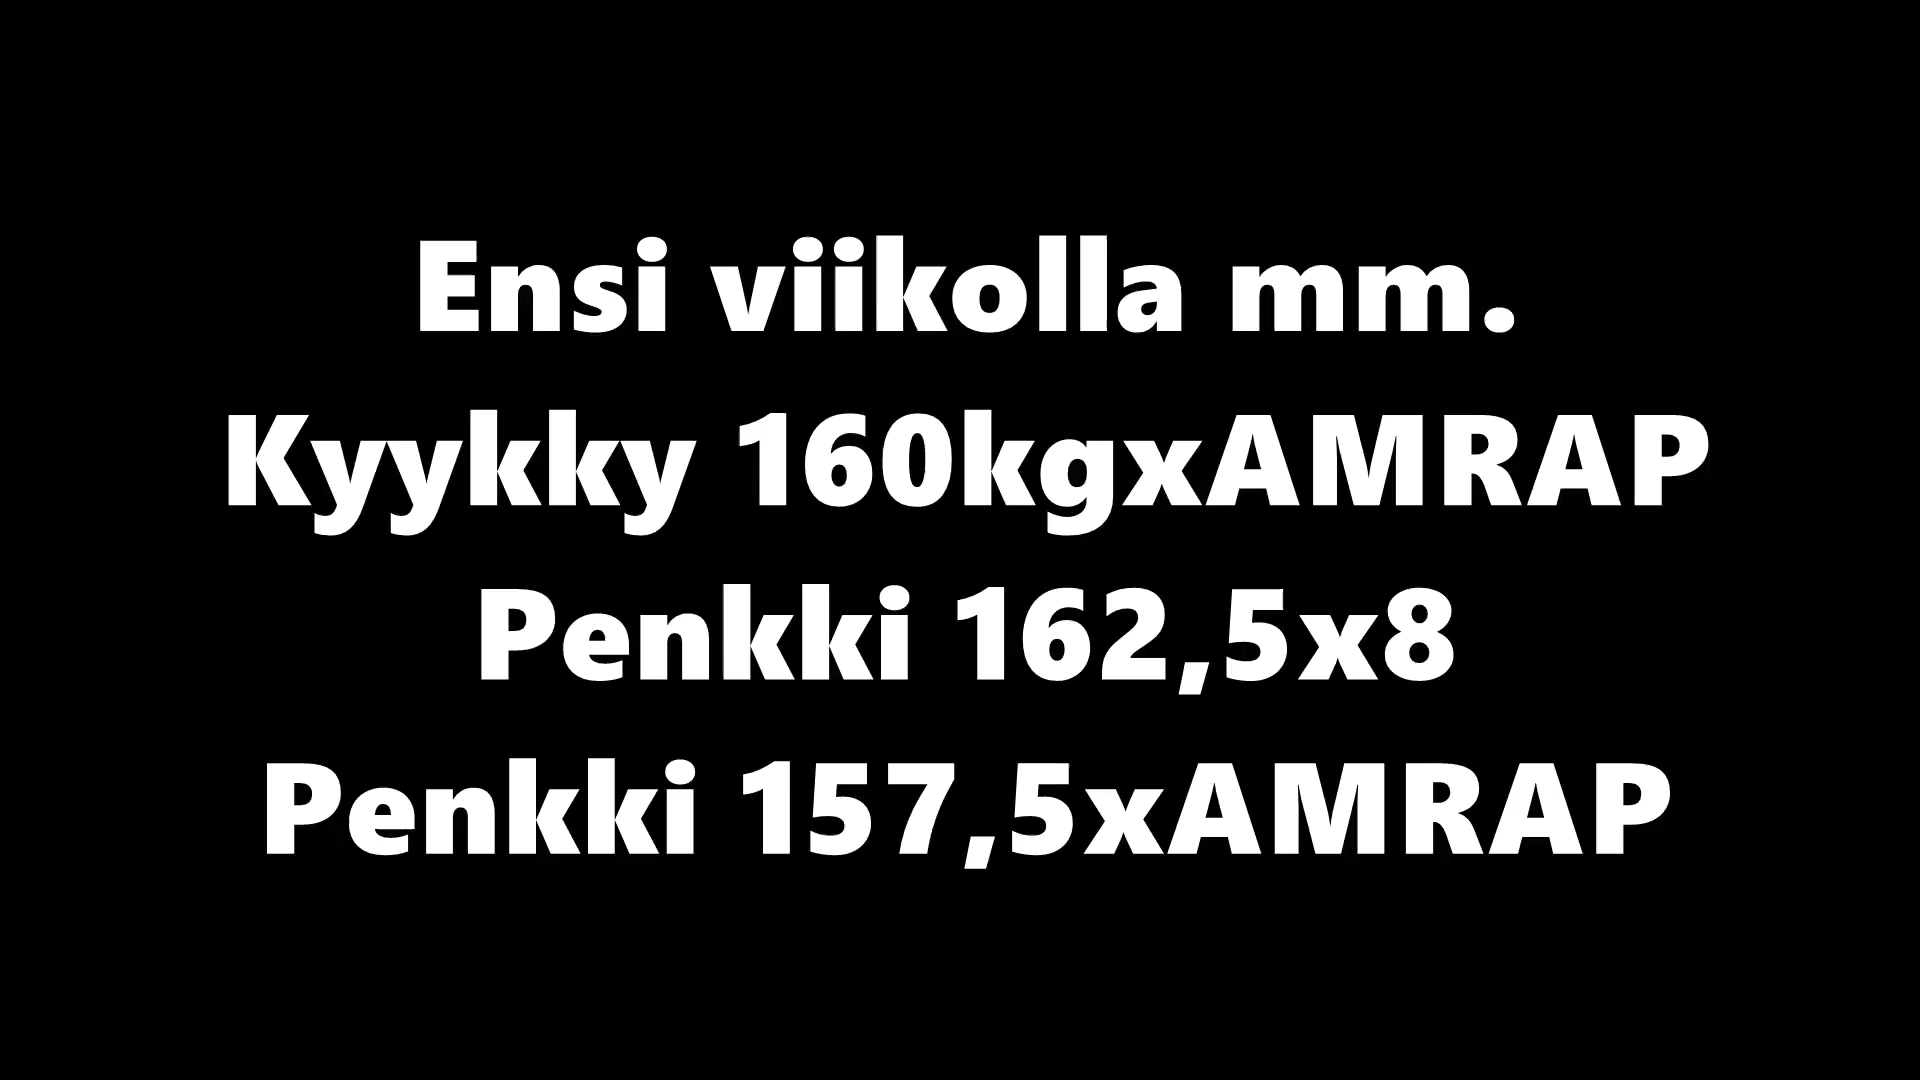 Ensi viikolla mm.
Kyykky 160kgxAMRAP
Penkki 162,5x8
Penkki 157,5xAMRAP